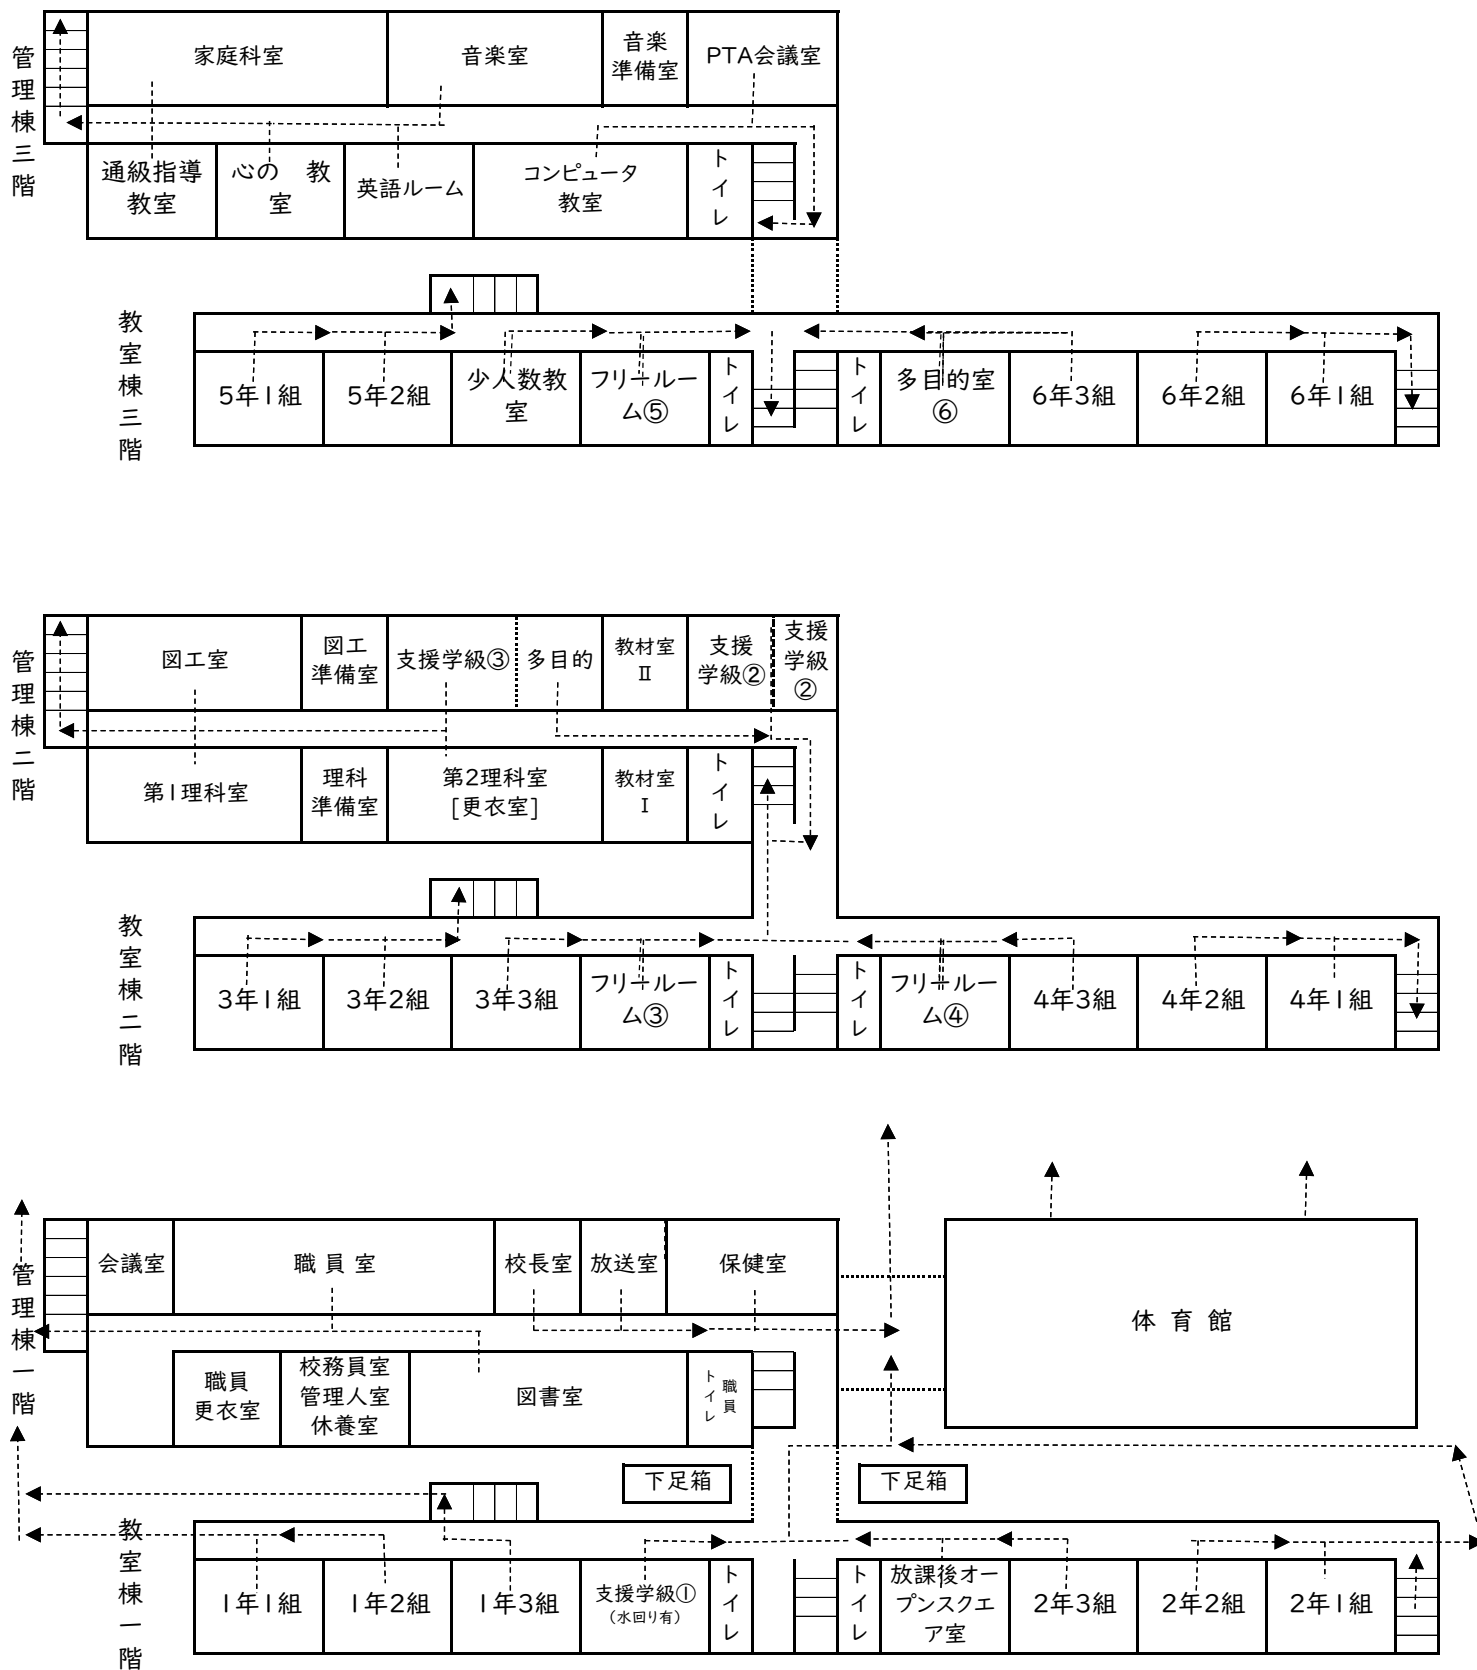 管理棟三階
家庭科室
音楽室
音楽
準備室
PTA会議室
通級指導
教室
心の　教
室
英語ルーム
コンピュータ
教室
トイレ
教室棟三階
5年1組
5年2組
少人数教
室
フリールー
ム⑤
トイレ
トイレ
多目的室
⑥
6年3組
6年2組
6年1組
管理棟二階
図工室
図工
準備室
支援学級③
多目的
教材室
Ⅱ
支援
学級②
支援
学級
②
第1理科室
理科
準備室
第2理科室
[更衣室]
教材室
Ⅰ
トイレ
教室棟二階
3年1組
3年2組
3年3組
フリールー
ム③
トイレ
トイレ
フリールー
ム④
4年3組
4年2組
4年1組
管理棟一階
会議室
職 員 室
校長室
放送室
保健室
体 育 館
職員
更衣室
校務員室
管理人室
休養室
図書室
職員
トイレ
下足箱
下足箱
教室棟一階
1年1組
1年2組
1年3組
支援学級①
（水回り有）
トイレ
トイレ
放課後オー
プンスクエ
ア室
2年3組
2年2組
2年1組